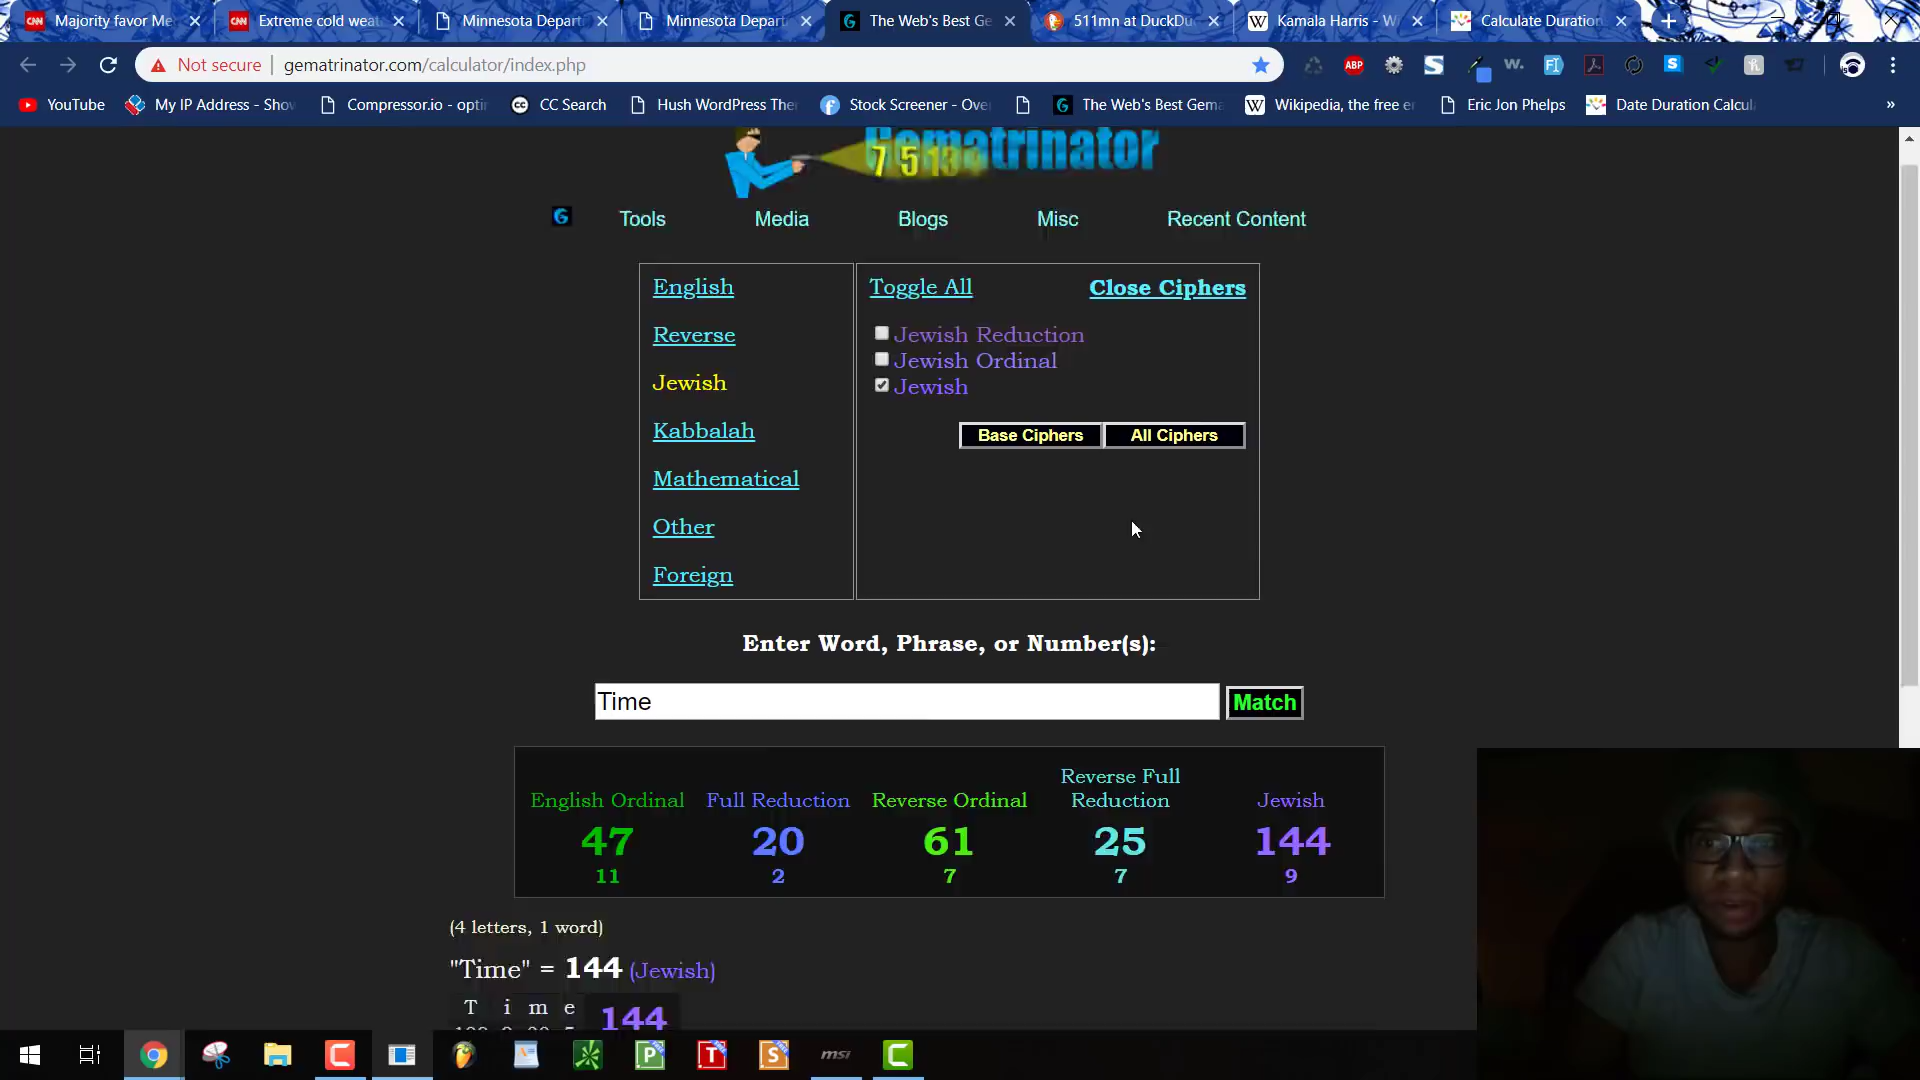 Majority favor Me
Extreme cold weat
Minnesota Depart
Minnesota Depart
The Web's Best Ge
511mn at DuckDu
Kamala Harris - W
Calculate Duration
Not secure
gematrinator.com/calculator/index.php
YouTube
My IP Address - Sho
Compressor.io - opti
CC Search
Hush WordPress The
Stock Screener - Ove
The Web's Best Gema
Wikipedia, the free e
Eric Jon Phelps
Date Duration Calcu
»
Gematrinator
7 5 13
Tools
Media
Blogs
Misc
Recent Content
English
Reverse
Jewish
Kabbalah
Mathematical
Other
Foreign
Toggle All
Close Ciphers
Jewish Reduction
Jewish Ordinal
Jewish
Base Ciphers
All Ciphers
Enter Word, Phrase, or Number(s):
Time
Match
English Ordinal
47
11
Full Reduction
20
2
Reverse Ordinal
61
7
Reverse Full
Reduction
25
7
Jewish
144
9
(4 letters, 1 word)
"Time" = 144 (Jewish)
T i m e
144
msi